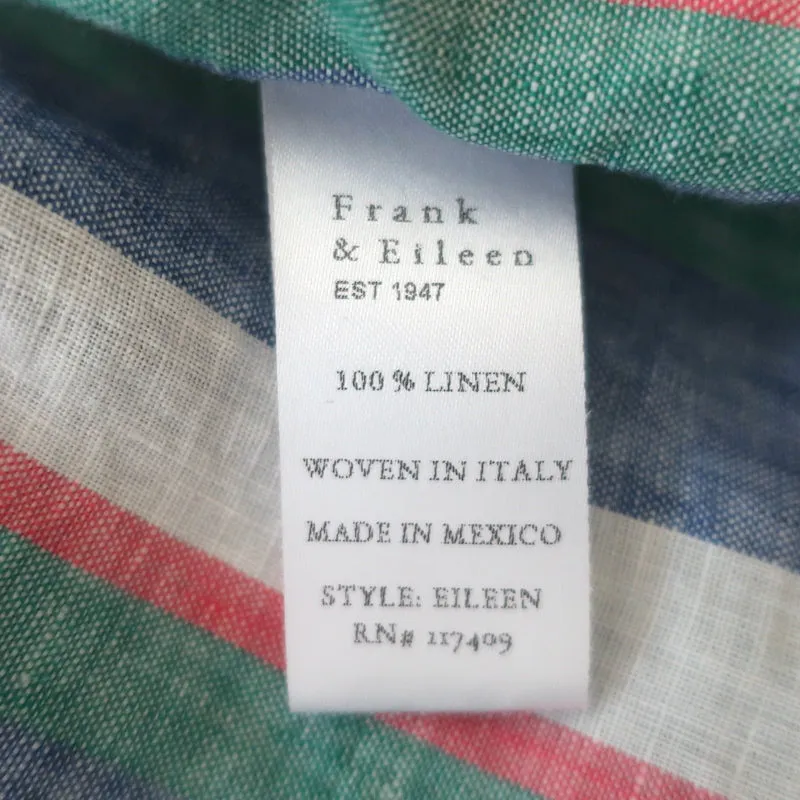 Frank
& Eileen
EST 1947
100 % LINEN
WOVEN IN ITALY
MADE IN MEXICO
STYLE: EILEEN
RN# 117409